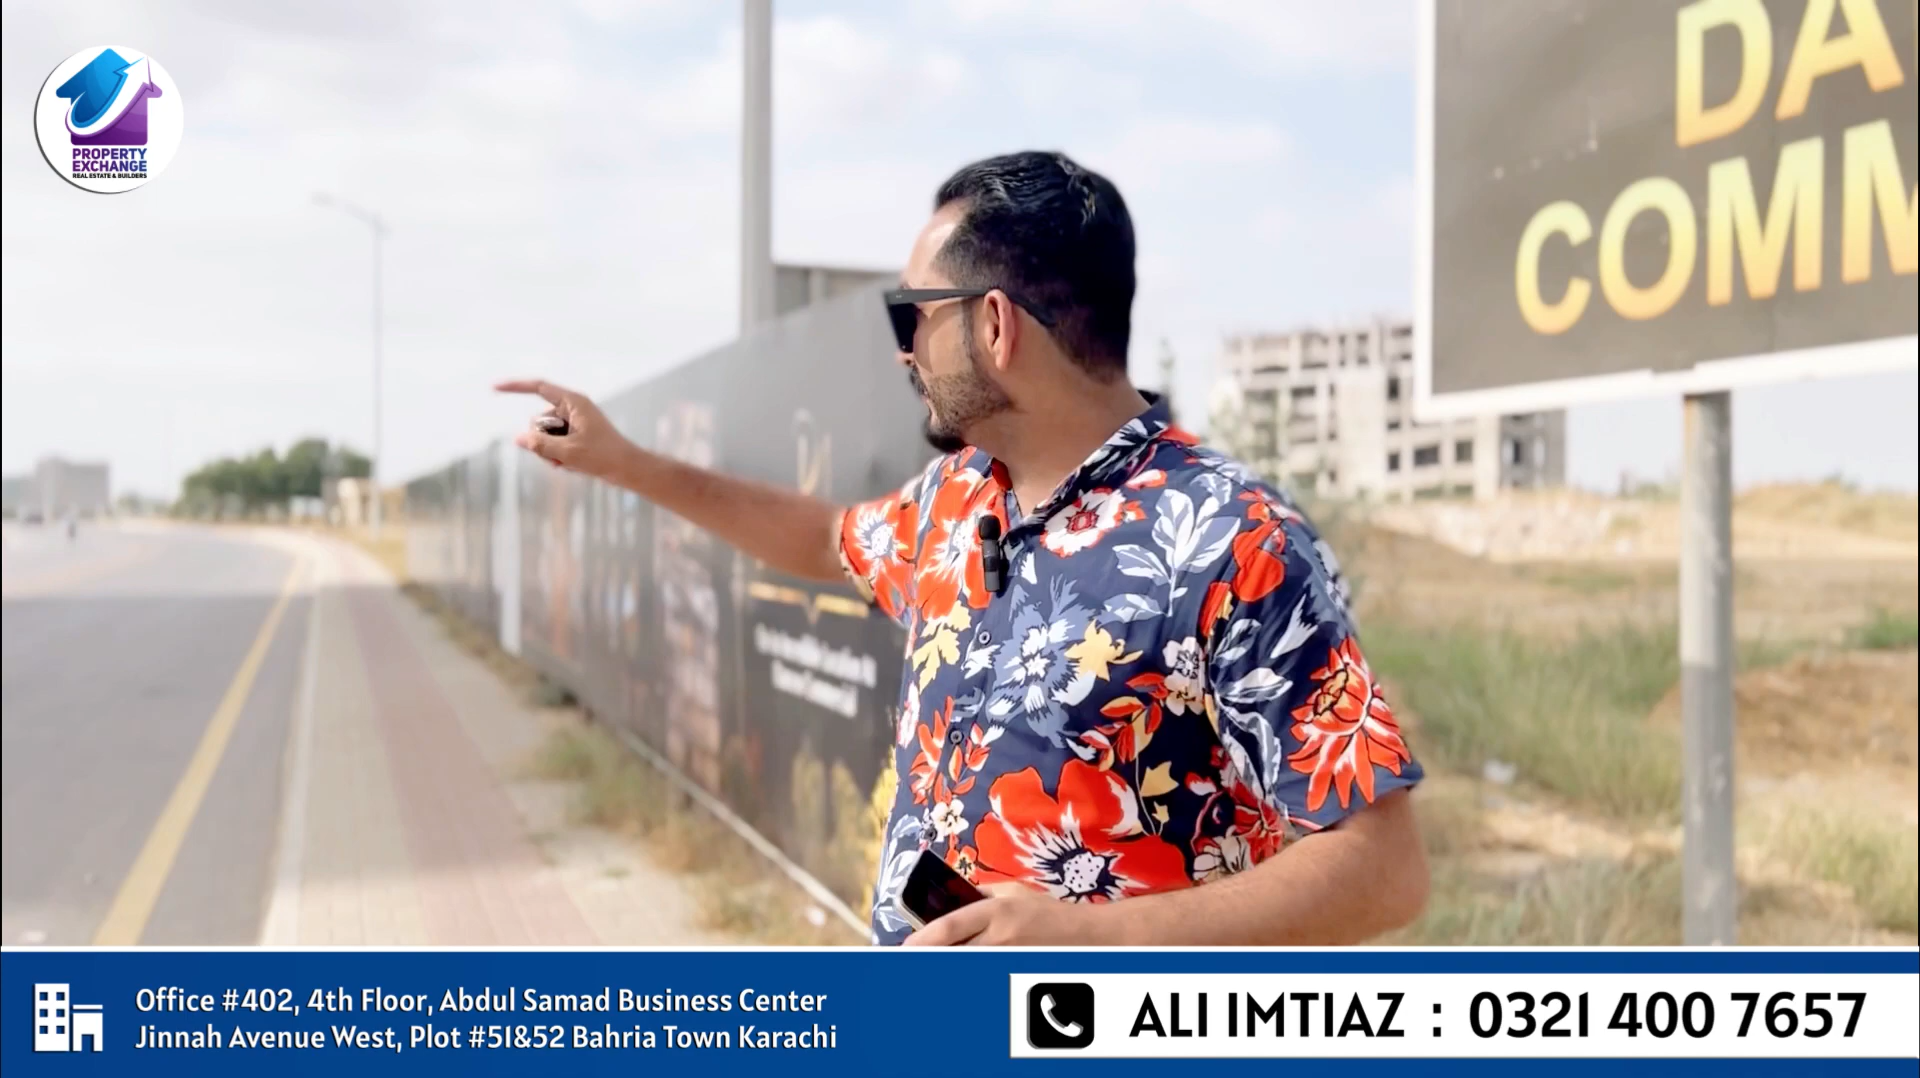 PROPERTY
EXCHANGE
REAL ESTATE & BUILDERS
DA
COMM
Office #402, 4th Floor, Abdul Samad Business Center
Jinnah Avenue West, Plot #51&52 Bahria Town Karachi
ALI IMTIAZ : 0321 400 7657